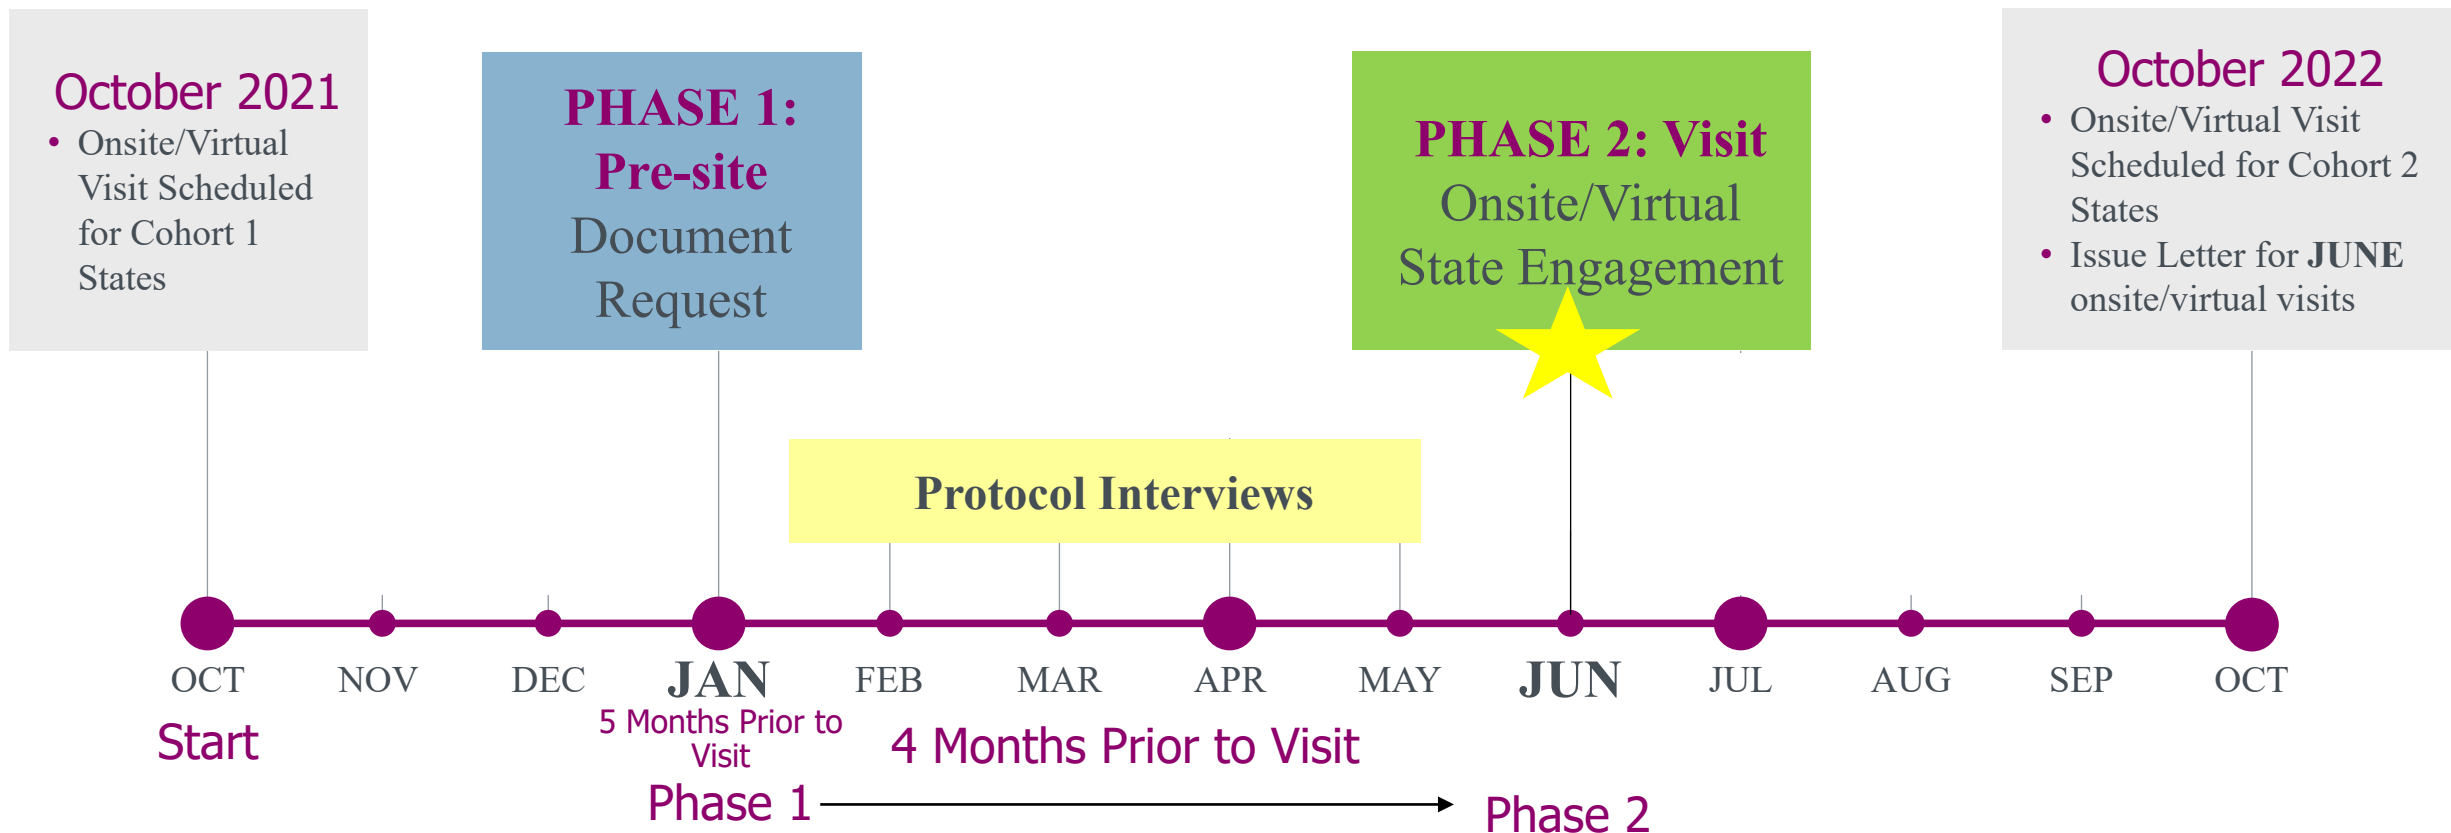 October 2021
• Onsite/Virtual
Visit Scheduled
for Cohort 1
States
PHASE 1:
Pre-site
Document
Request
PHASE 2: Visit
Onsite/Virtual
State Engagement
October 2022
• Onsite/Virtual Visit
Scheduled for Cohort 2
States
• Issue Letter for JUNE
onsite/virtual visits
Protocol Interviews
OCT NOV DEC JAN FEB MAR APR MAY JUN JUL AUG SEP OCT
Start
5 Months Prior to
Visit
4 Months Prior to Visit
Phase 1
Phase 2